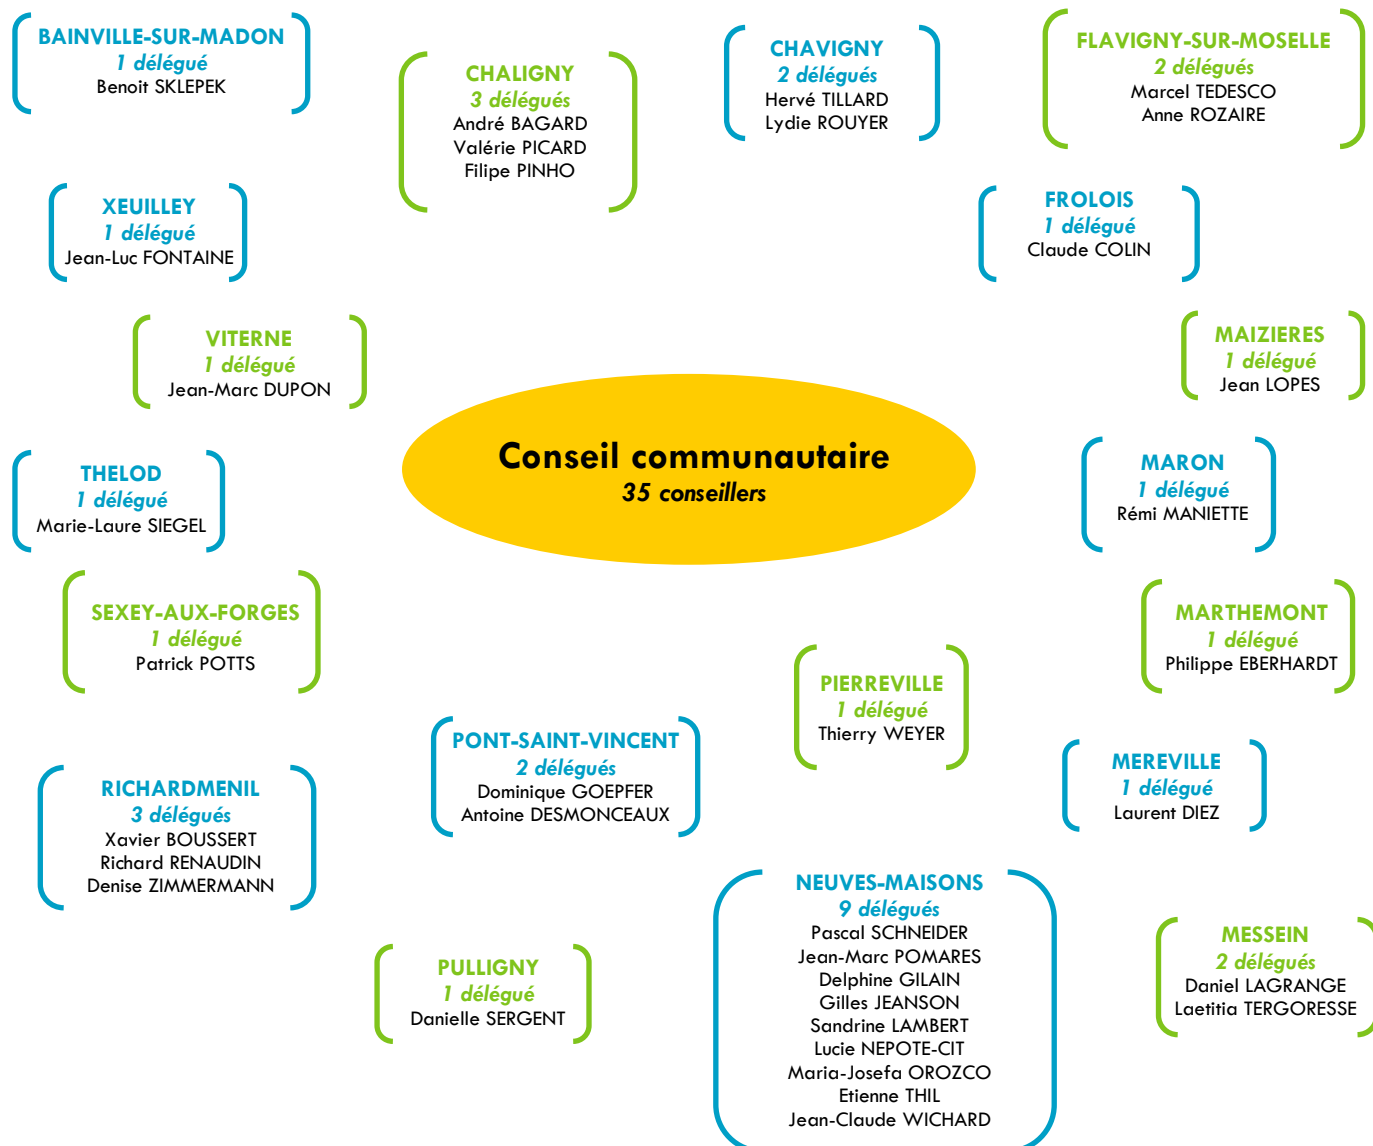 BAINVILLE-SUR-MADON
1 délégué
Benoit SKLEPEK
CHALIGNY
3 délégués
André BAGARD
Valérie PICARD
Filipe PINHO
CHAVIGNY
2 délégués
Hervé TILLARD
Lydie ROUYER
FLAVIGNY-SUR-MOSELLE
2 délégués
Marcel TEDESCO
Anne ROZAIRE
XEUILLEY
1 délégué
Jean-Luc FONTAINE
FROLOIS
1 délégué
Claude COLIN
VITERNE
1 délégué
Jean-Marc DUPON
MAIZIERES
1 délégué
Jean LOPES
Conseil communautaire
35 conseillers
THELOD
1 délégué
Marie-Laure SIEGEL
MARON
1 délégué
Rémi MANIETTE
SEXEY-AUX-FORGES
1 délégué
Patrick POTTS
MARTHEMONT
1 délégué
Philippe EBERHARDT
PIERREVILLE
1 délégué
Thierry WEYER
PONT-SAINT-VINCENT
2 délégués
Dominique GOEPFER
Antoine DESMONCEAUX
MEREVILLE
1 délégué
Laurent DIEZ
RICHARDMENIL
3 délégués
Xavier BOUSSERT
Richard RENAUDIN
Denise ZIMMERMANN
NEUVES-MAISONS
9 délégués
Pascal SCHNEIDER
Jean-Marc POMARES
Delphine GILAIN
Gilles JEANSON
Sandrine LAMBERT
Lucie NEPOTE-CIT
Maria-Josefa OROZCO
Etienne THIL
Jean-Claude WICHARD
MESSEIN
2 délégués
Daniel LAGRANGE
Laetitia TERGORESSE
PULLIGNY
1 délégué
Danielle SERGENT